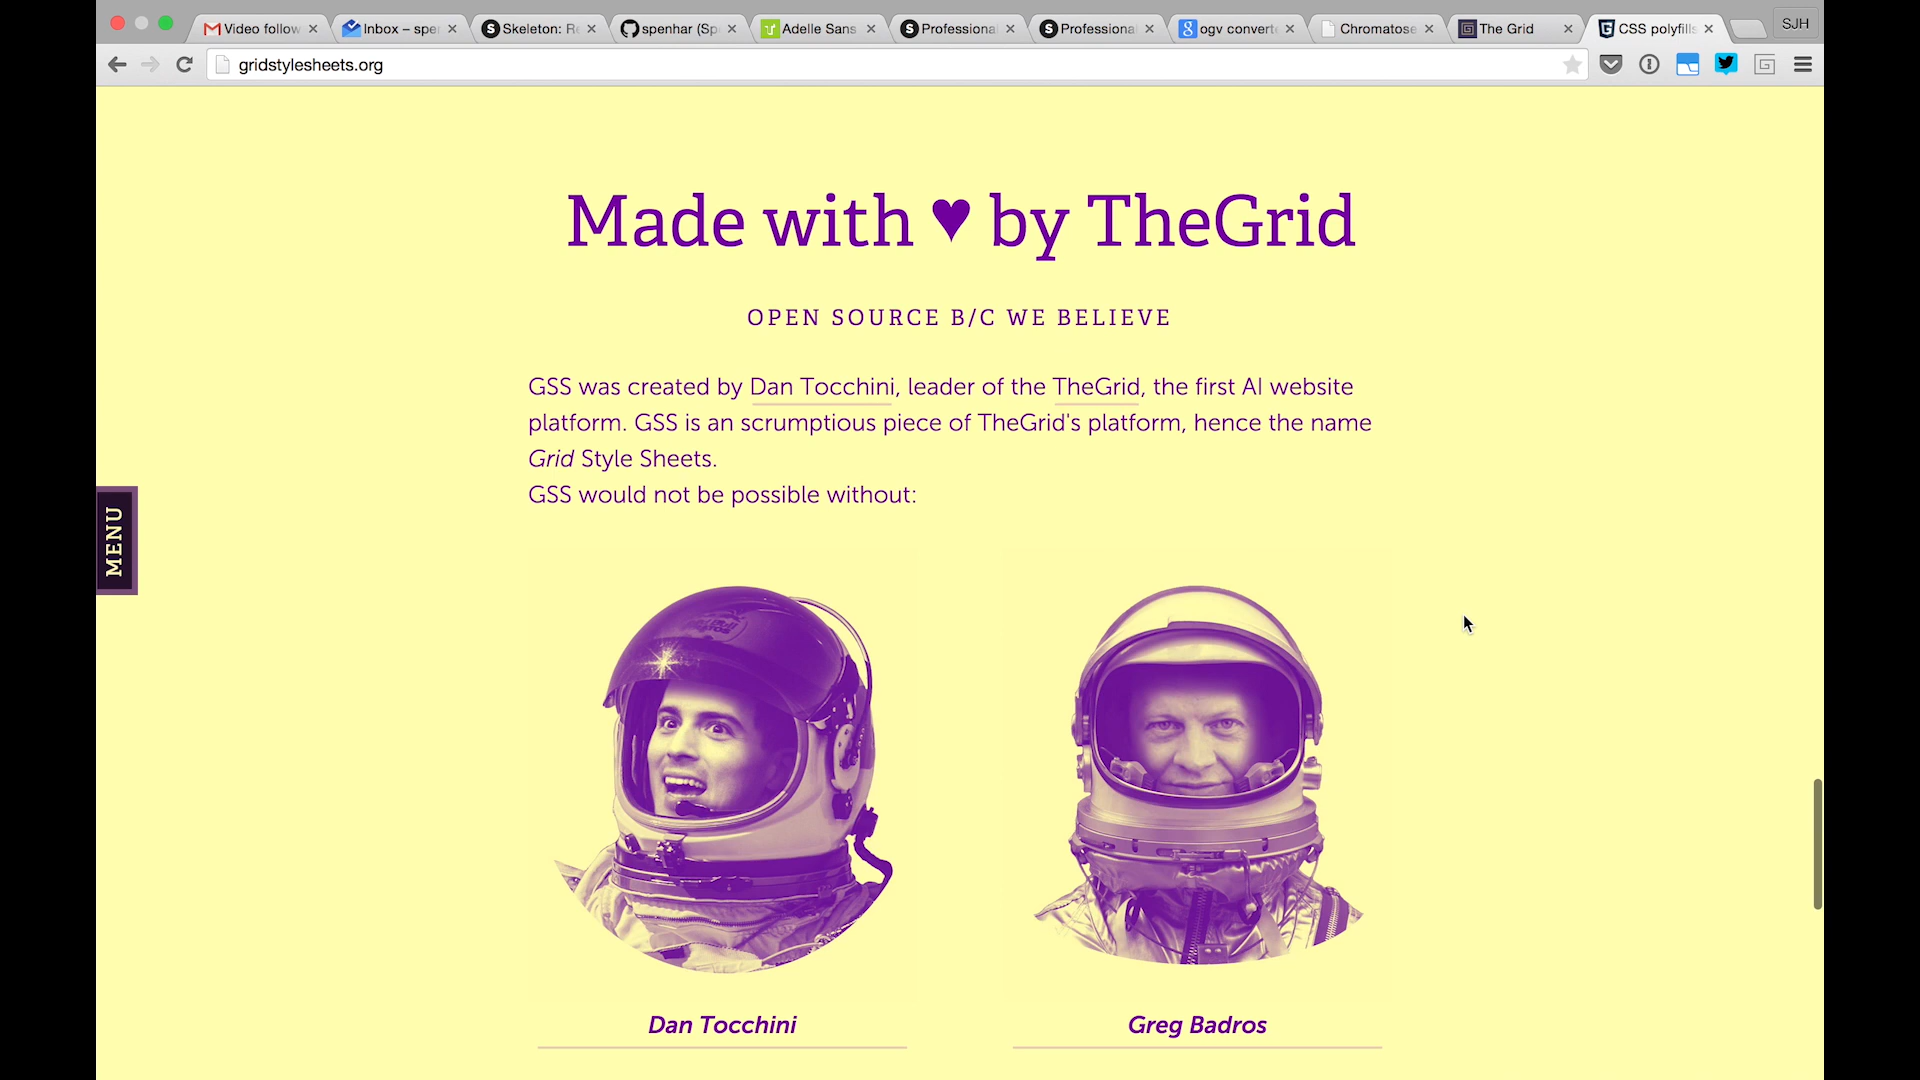 Video follow
Inbox – spe
Skeleton: Re
spenhar (Sp
Adelle Sans
Professiona
Professiona
ogv convert
Chromatose
The Grid
CSS polyfills
SJH
gridstylesheets.org
Made with ♥ by TheGrid
OPEN SOURCE B/C WE BELIEVE
GSS was created by Dan Tocchini, leader of the TheGrid, the first AI website
platform. GSS is an scrumptious piece of TheGrid's platform, hence the name
Grid Style Sheets.
GSS would not be possible without:
MENU
Dan Tocchini
Greg Badros